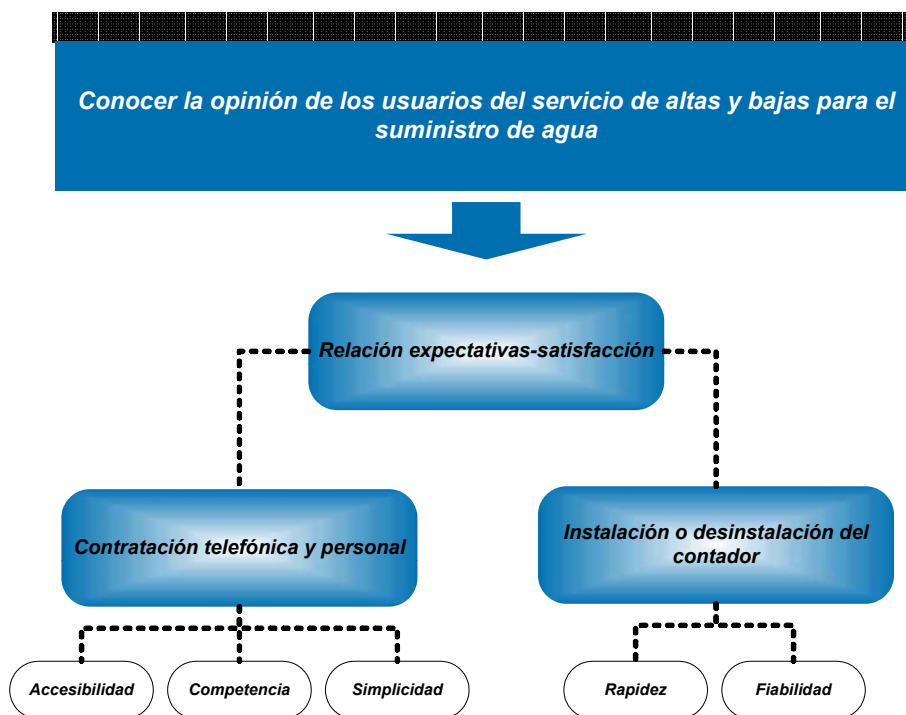 Conocer la opinión de los usuarios del servicio de altas y bajas para el
suministro de agua
Relación expectativas-satisfacción
Contratación telefónica y personal
Instalación o desinstalación del
contador
Accesibilidad
Competencia
Simplicidad
Rapidez
Fiabilidad